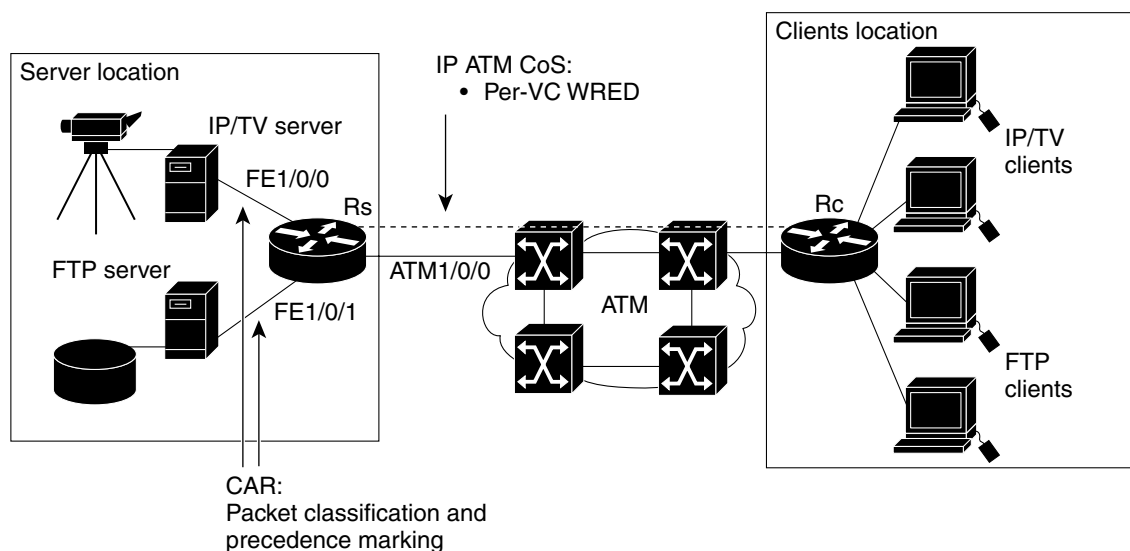 Clients location
Server location
IP ATM CoS:
• Per-VC WRED
IP/TV server
IP/TV
clients
FE1/0/0
Rs
Rc
FTP server
ATM1/0/0
ATM
FE1/0/1
FTP
clients
CAR:
Packet classification and
precedence marking